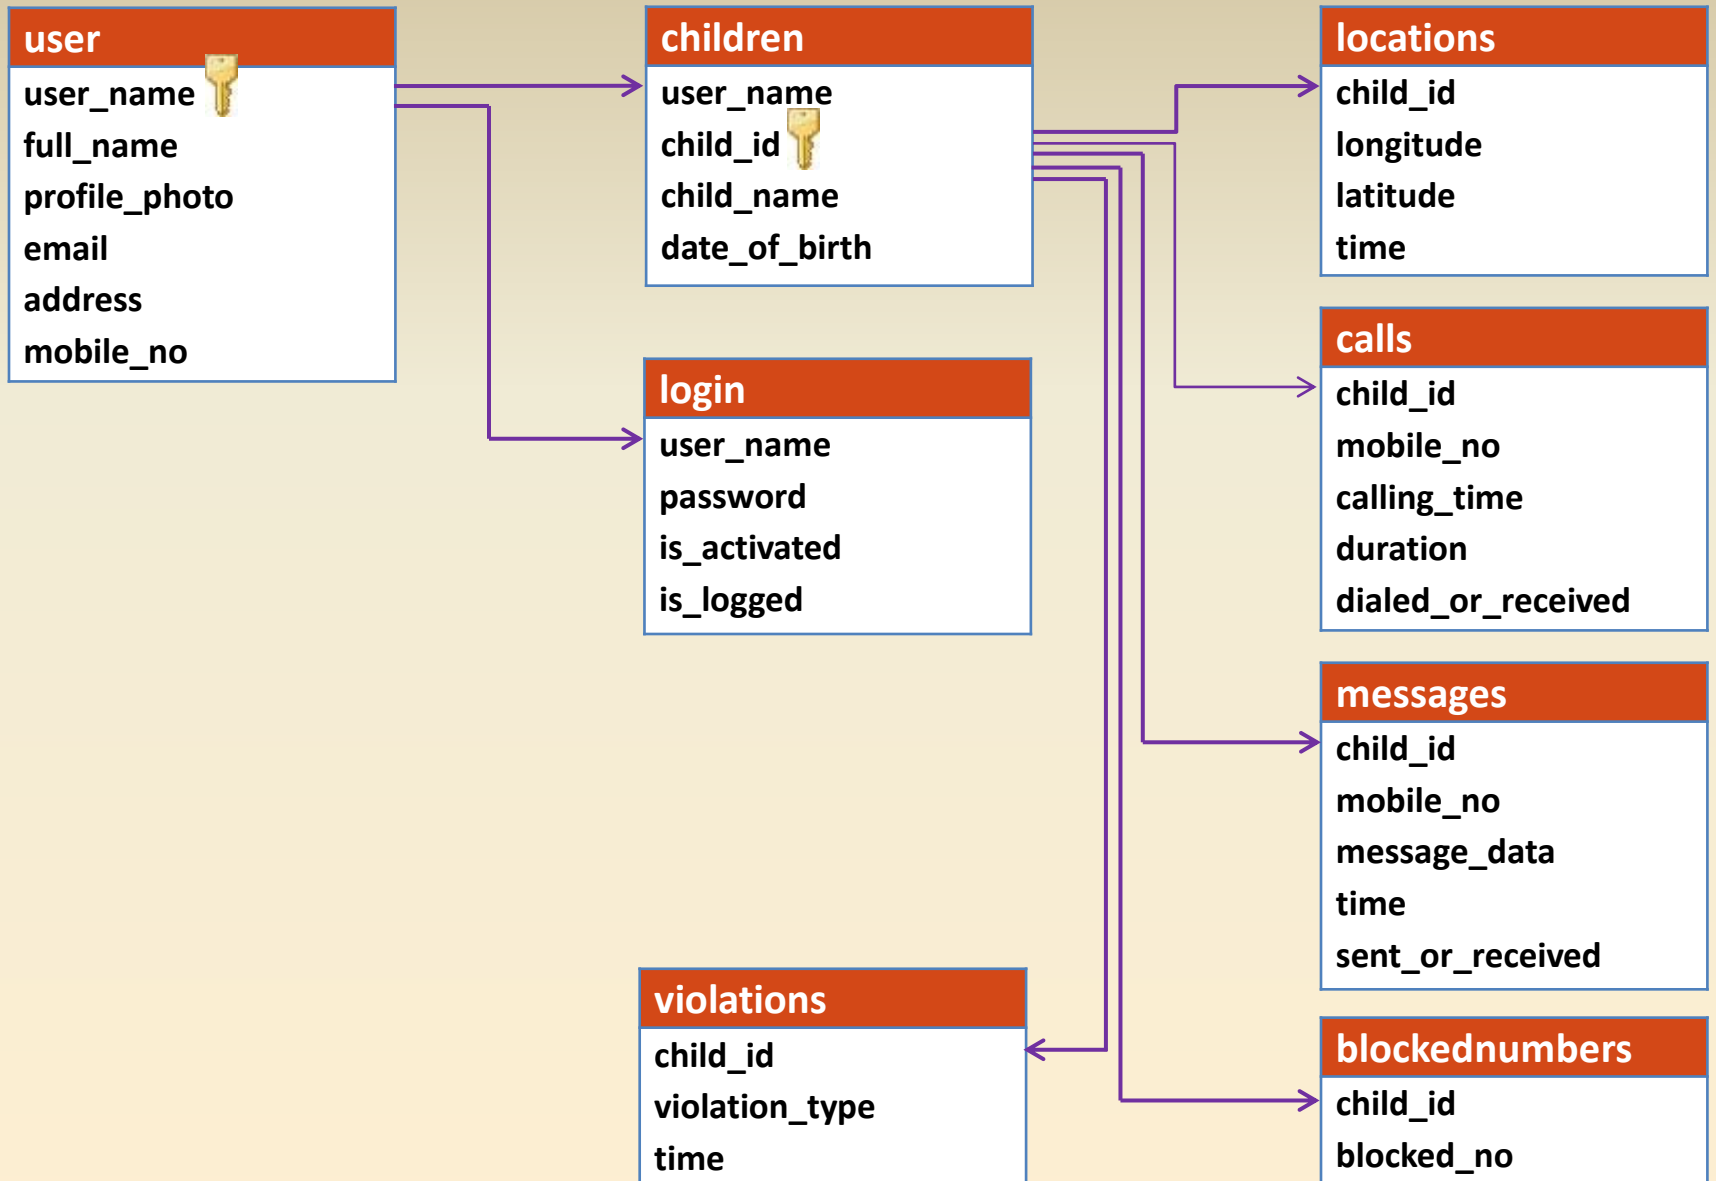 user
user_name
full_name
profile_photo
email
address
mobile_no
children
user_name
child_id
child_name
date_of_birth
login
user_name
password
is_activated
is_logged
violations
child_id
violation_type
time
locations
child_id
longitude
latitude
time
calls
child_id
mobile_no
calling_time
duration
dialed_or_received
messages
child_id
mobile_no
message_data
time
sent_or_received
blockednumbers
child_id
blocked_no